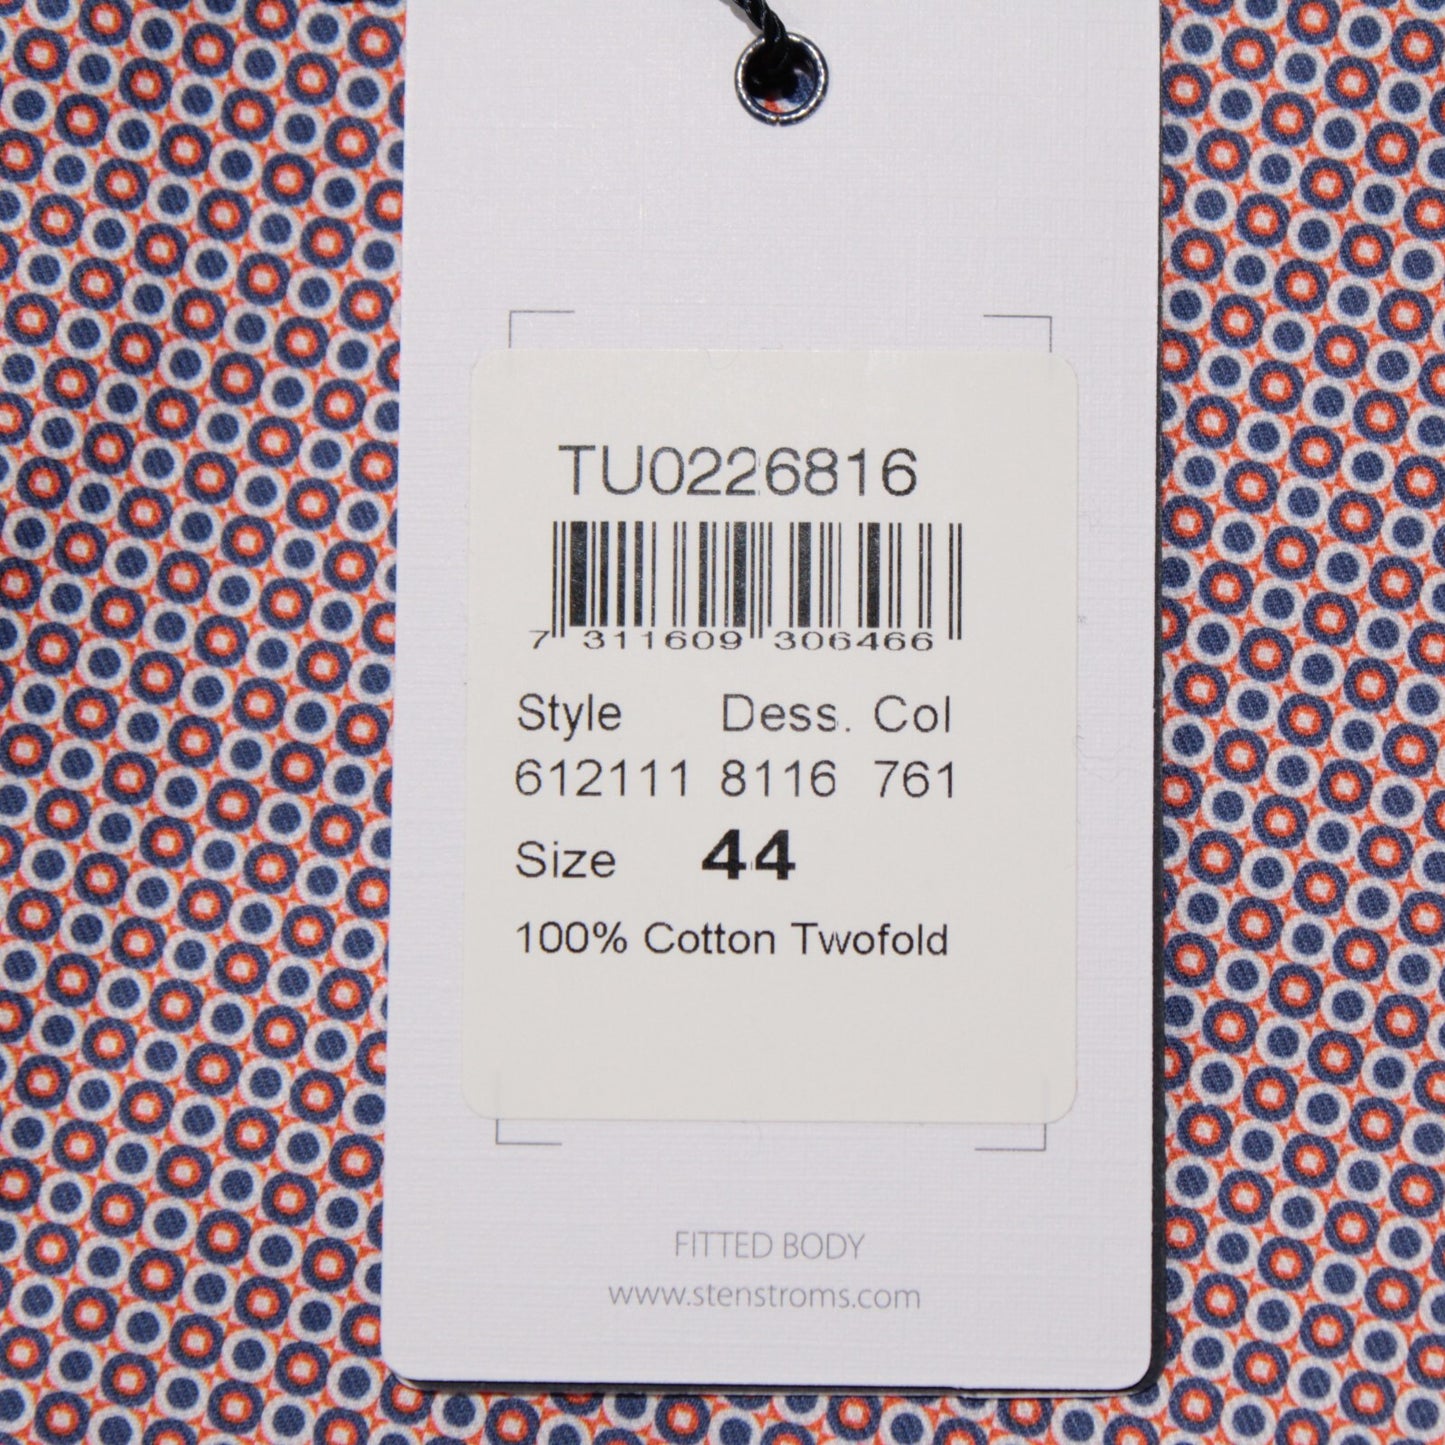 TU0226816
7 311609 306466
Style Dess. Col
612111 8116 761
Size 44
100% Cotton Twofold
FITTED BODY
www.stenstroms.com